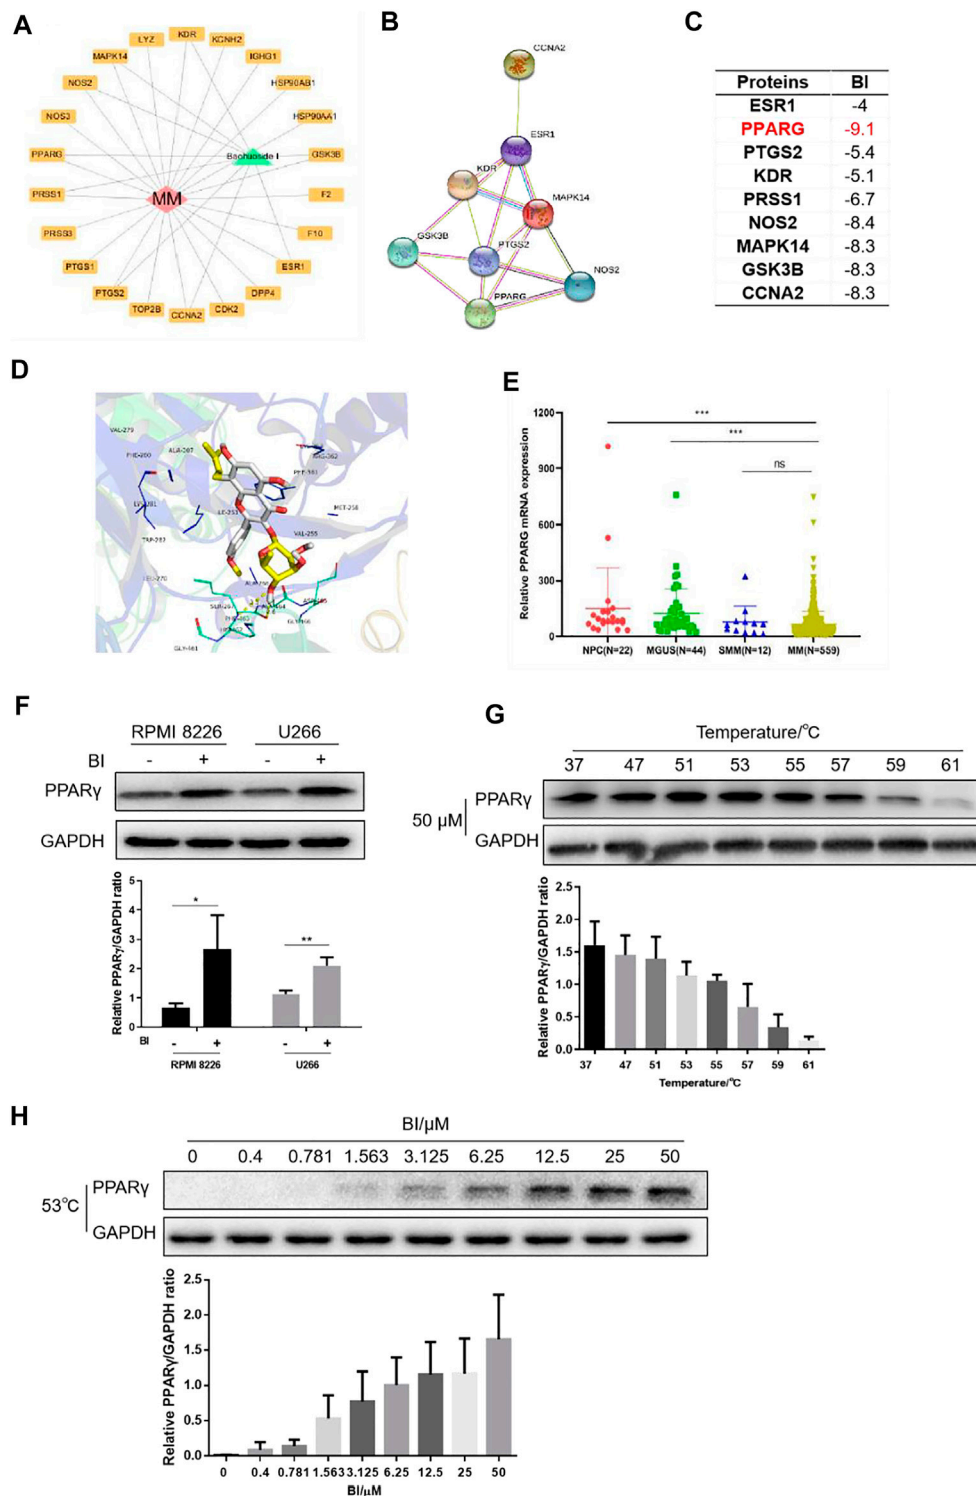 A
LYZ
KDR
KCNH2
MAPK14
IGHG1
NOS2
HSP90AB1
NOS3
HSP90AA1
PPARG
Baohuoside I
GSK3B
PRSS1
MM
F2
PRSS3
F10
PTGS1
ESR1
PTGS2
DPP4
TOP2B
CCNA2
CDK2
B
CCNA2
ESR1
KDR
MAPK14
GSK3B
PTGS2
NOS2
PPARG
C
Proteins BI
ESR1 -4
PPARG -9.1
PTGS2 -5.4
KDR -5.1
PRSS1 -6.7
NOS2 -8.4
MAPK14 -8.3
GSK3B -8.3
CCNA2 -8.3
D
VAL-279
MET-256
VAL-255
GLY-161
E
Relative PPARG mRNA expression
1200
900
600
300
0
***
***
ns
NPC(N=22) MGUS(N=44) SMM(N=12) MM(N=559)
F
RPMI 8226 U266
BI - + - +
PPARγ
GAPDH
Relative PPARγ/GAPDH ratio
5
4
3
2
1
0
*
**
BI - + - +
RPMI 8226 U266
G
Temperature/°C
37 47 51 53 55 57 59 61
50 μM
PPARγ
GAPDH
Relative PPARγ/GAPDH ratio
2.5
2.0
1.5
1.0
0.5
0.0
37 47 51 53 55 57 59 61
Temperature/°C
H
BI/μM
0 0.4 0.781 1.563 3.125 6.25 12.5 25 50
53°C
PPARγ
GAPDH
Relative PPARγ/GAPDH ratio
2.5
2.0
1.5
1.0
0.5
0.0
0 0.4 0.781 1.563 3.125 6.25 12.5 25 50
BI/μM